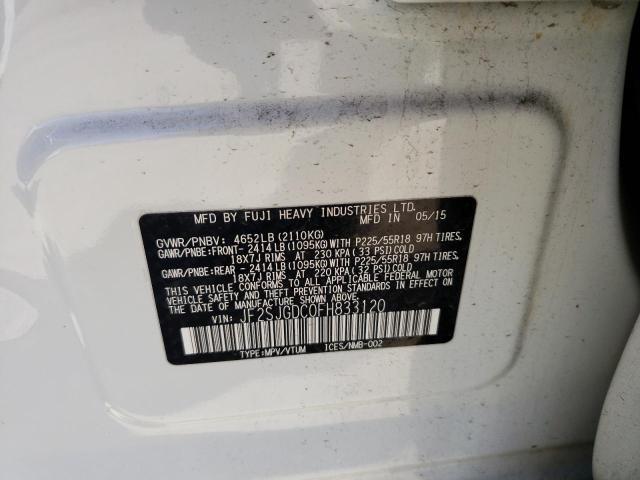 MFD BY FUJI HEAVY INDUSTRIES LTD.
MFD IN 05/15
GVWR/PNBV: 4652LB(2110KG)
GAWR/PNBE:FRONT- 2414LB(1095KG)WITH P225/55R18 97H TIRES,
18X7J RIMS AT 230 KPA(33 PSI)COLD
GAWR/PNBE:REAR - 2414LB(1095KG)WITH P225/55R18 97H TIRES,
18X7J RIMS AT 220 KPA(32 PSI)COLD
THIS VEHICLE CONFORMS TO ALL APPLICABLE FEDERAL MOTOR
VEHICLE SAFETY STANDARDS IN EFFECT ON THE
DATE OF MANUFACTURE SHOWN ABOVE.
VIN: JF2SJGDC0FH833120
TYPE:MPV/VTUM ICES/NMB-002